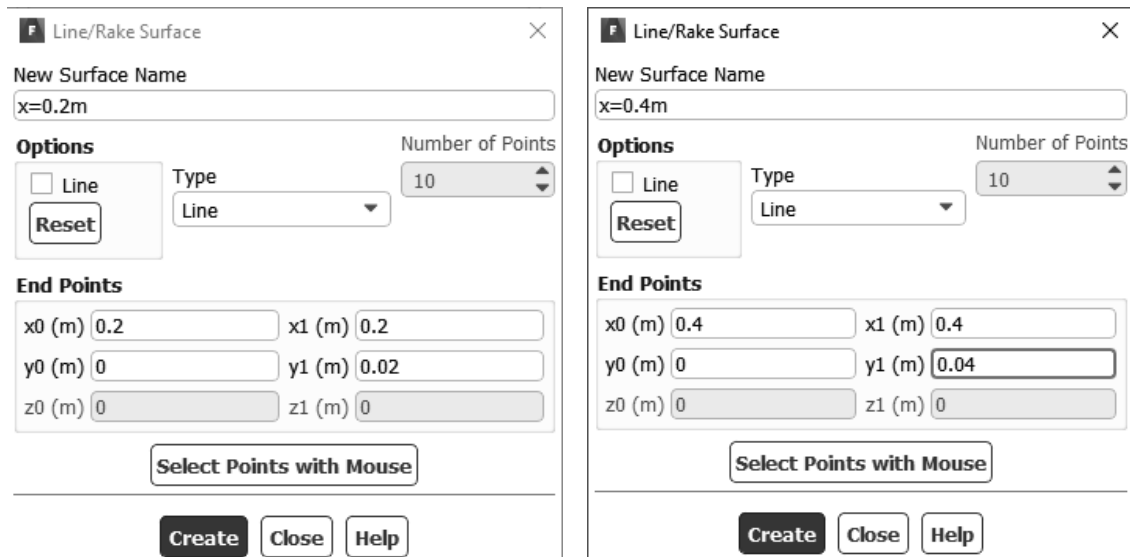 F Line/Rake Surface
New Surface Name
x=0.2m
Options
Number of Points
Line
Type
10
Reset
Line
End Points
x0 (m) 0.2 x1 (m) 0.2
y0 (m) 0 y1 (m) 0.02
z0 (m) 0 z1 (m) 0
Select Points with Mouse
Create Close Help
F Line/Rake Surface
New Surface Name
x=0.4m
Options
Number of Points
Line
Type
10
Reset
Line
End Points
x0 (m) 0.4 x1 (m) 0.4
y0 (m) 0 y1 (m) 0.04
z0 (m) 0 z1 (m) 0
Select Points with Mouse
Create Close Help